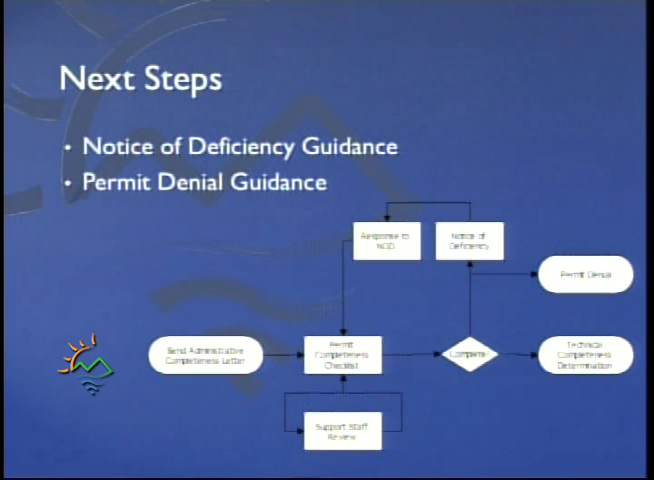 Next Steps
• Notice of Deficiency Guidance
• Permit Denial Guidance
Response to
NOD
Notice of
Deficiency
Permit Denial
Send Administrative
Completeness Letter
Permit
Completeness
Checklist
Complete?
Technical
Completeness
Determination
Support Staff
Review